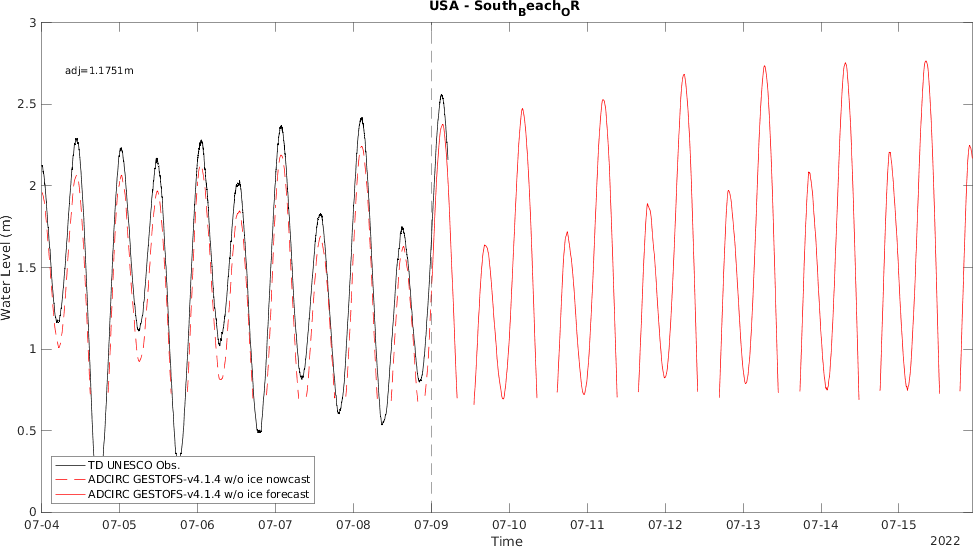 USA - South_Beach_OR
adj=1.1751m
3
2.5
2
1.5
1
0.5
0
Water Level (m)
TD UNESCO Obs.
ADCIRC GESTOFS-v4.1.4 w/o ice nowcast
ADCIRC GESTOFS-v4.1.4 w/o ice forecast
07-04 07-05 07-06 07-07 07-08 07-09 07-10 07-11 07-12 07-13 07-14 07-15
Time
2022